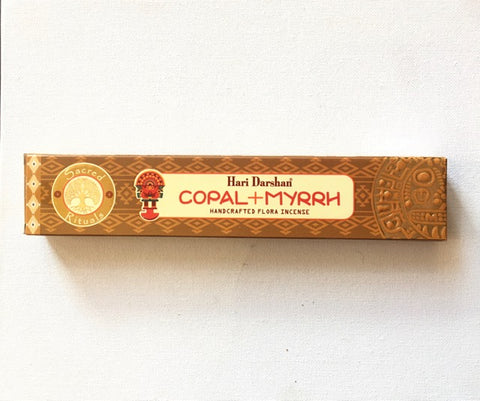 Sacred
Rituals
Hari Darshan®
COPAL+MYRRH
HANDCRAFTED FLORA INCENSE